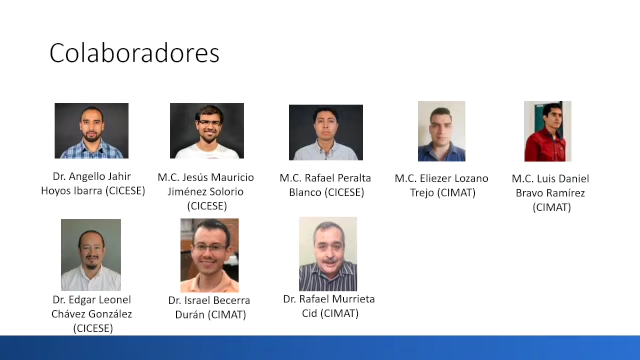 Colaboradores
Dr. Angello Jahir
Hoyos Ibarra (CICESE)
M.C. Jesús Mauricio
Jiménez Solorio
(CICESE)
M.C. Rafael Peralta
Blanco (CICESE)
M.C. Eliezer Lozano
Trejo (CIMAT)
M.C. Luis Daniel
Bravo Ramírez
(CIMAT)
Dr. Edgar Leonel
Chávez González
(CICESE)
Dr. Israel Becerra
Durán (CIMAT)
Dr. Rafael Murrieta
Cid (CIMAT)